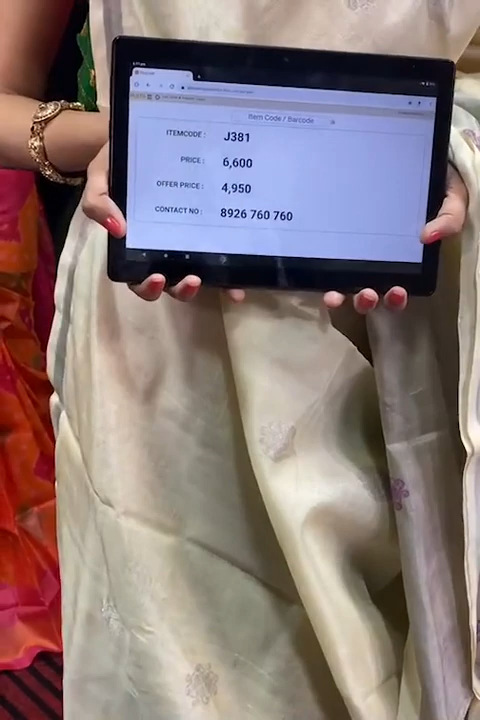 Item Code / Barcode
ITEMCODE : J381
PRICE : 6,600
OFFER PRICE : 4,950
CONTACT NO : 8926 760 760